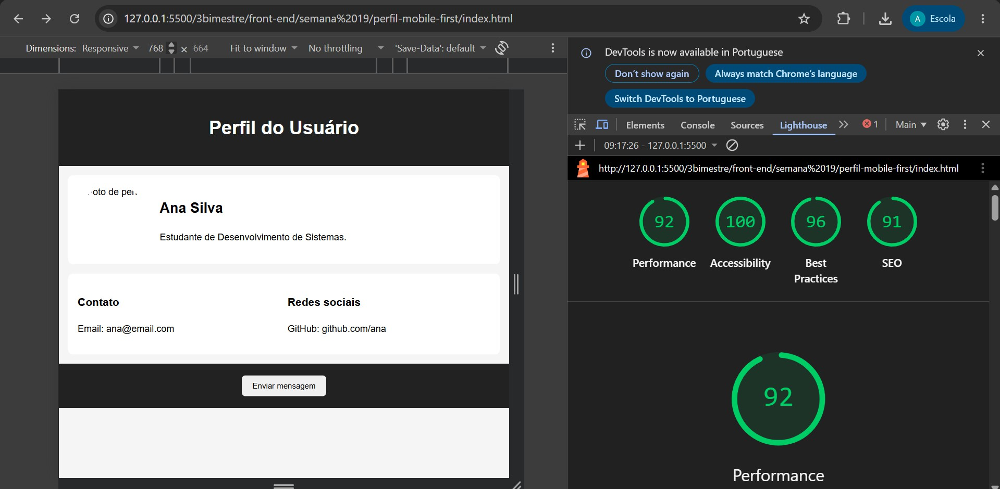 127.0.0.1:5500/3bimestre/front-end/semana%2019/perfil-mobile-first/index.html
A Escola
Dimensions: Responsive 768 × 664 Fit to window No throttling 'Save-Data': default
DevTools is now available in Portuguese
Don't show again Always match Chrome's language
Switch DevTools to Portuguese
Elements Console Sources Lighthouse 1 Main
09:17:26 - 127.0.0.1:5500
http://127.0.0.1:5500/3bimestre/front-end/semana%2019/perfil-mobile-first/index.html
Perfil do Usuário
oto de per
Ana Silva
Estudante de Desenvolvimento de Sistemas.
Contato
Email: ana@email.com
Redes sociais
GitHub: github.com/ana
Enviar mensagem
92 100 96 91
Performance Accessibility Best Practices SEO
92
Performance